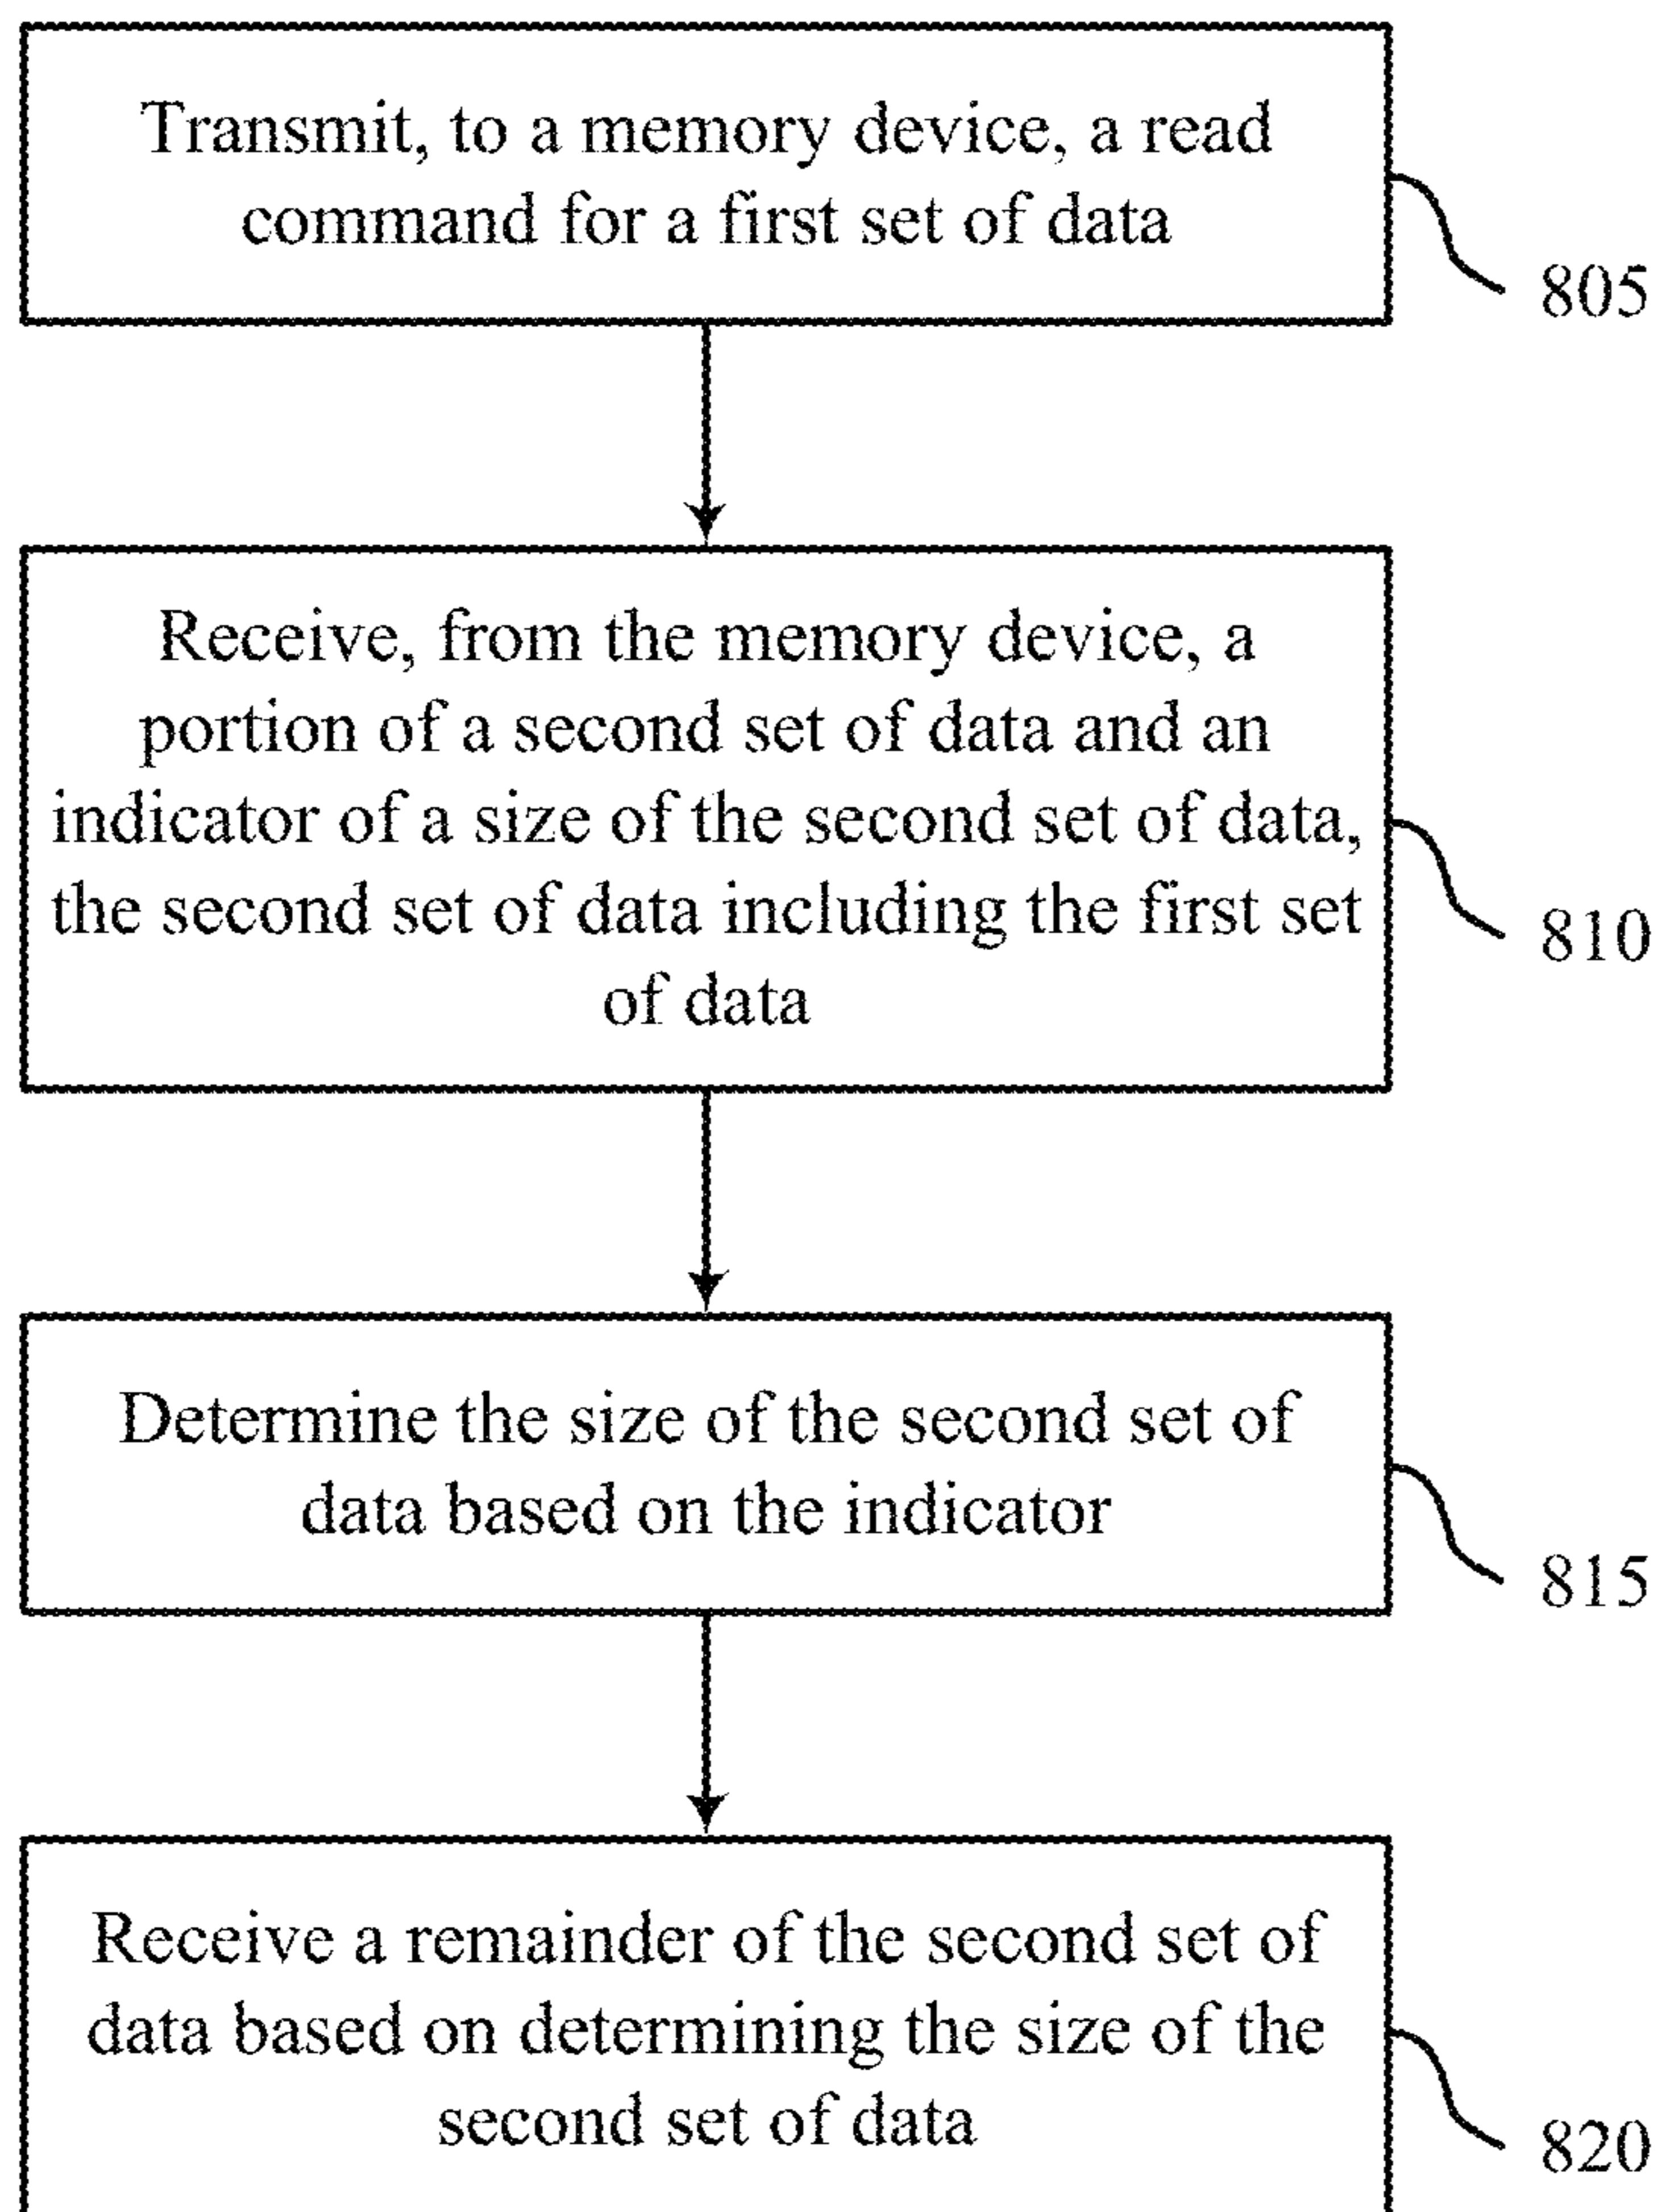 Transmit, to a memory device, a read
command for a first set of data
805
Receive, from the memory device, a
portion of a second set of data and an
indicator of a size of the second set of data,
the second set of data including the first set
of data
810
Determine the size of the second set of
data based on the indicator
815
Receive a remainder of the second set of
data based on determining the size of the
second set of data
820